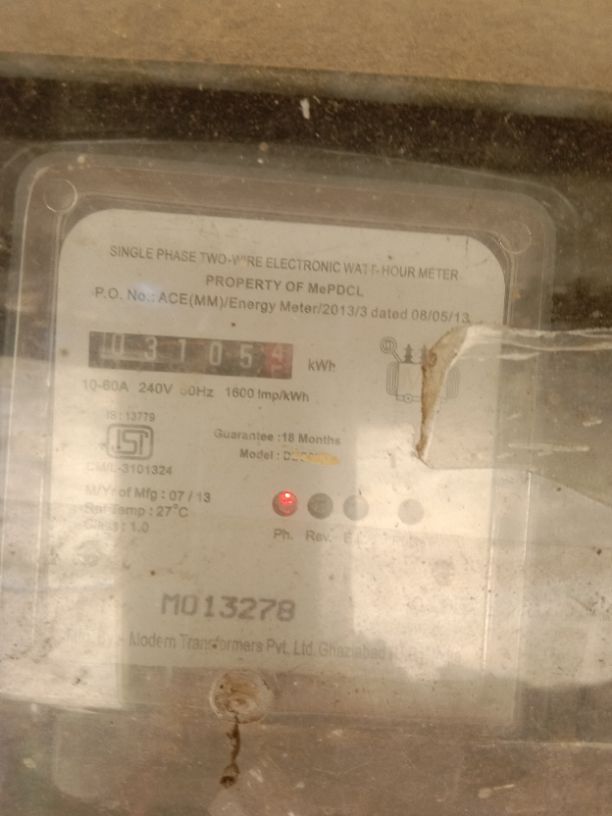 SINGLE PHASE TWO-WIRE ELECTRONIC WATT-HOUR METER
PROPERTY OF MePDCL
P.O. No.: ACE(MM)/Energy Meter/2013/3 dated 08/05/13
03105 kWh
10-60A 240V 50Hz 1600 Imp/kWh
IS : 13779
ISI
CM/L-3101324
Guarantee : 18 Months
Model :
M/Yr of Mfg : 07 / 13
Ref Temp : 27°C
Class : 1.0
Ph. Rev.
M013278
Modern Transformers Pvt. Ltd. Ghaziabad